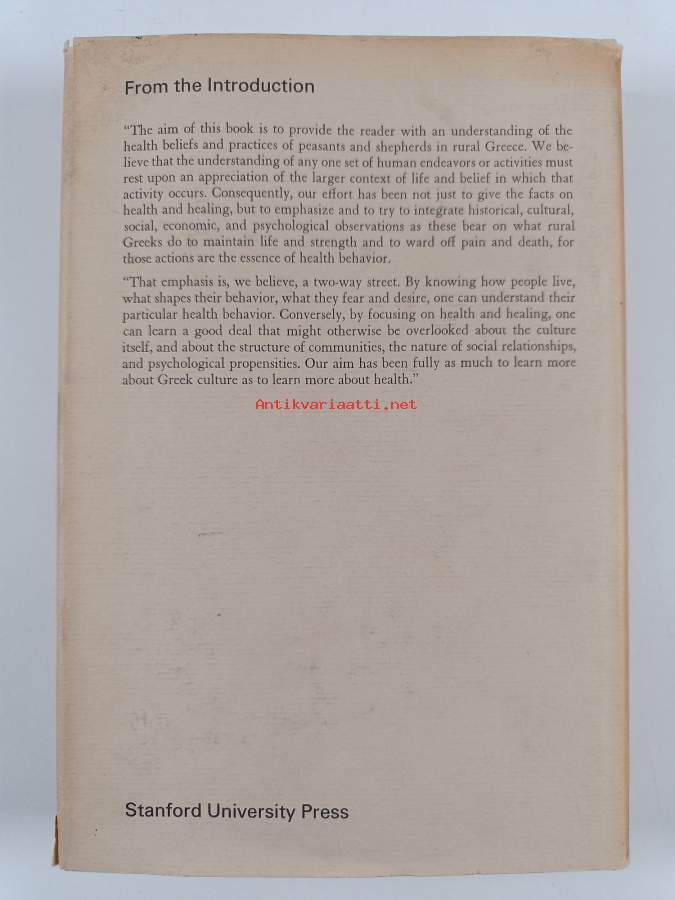 From the Introduction
“The aim of this book is to provide the reader with an understanding of the
health beliefs and practices of peasants and shepherds in rural Greece. We be-
lieve that the understanding of any one set of human endeavors or activities must
rest upon an appreciation of the larger context of life and belief in which that
activity occurs. Consequently, our effort has been not just to give the facts on
health and healing, but to emphasize and to try to integrate historical, cultural,
social, economic, and psychological observations as these bear on what rural
Greeks do to maintain life and strength and to ward off pain and death, for
those actions are the essence of health behavior.
“That emphasis is, we believe, a two-way street. By knowing how people live,
what shapes their behavior, what they fear and desire, one can understand their
particular health behavior. Conversely, by focusing on health and healing, one
can learn a good deal that might otherwise be overlooked about the culture
itself, and about the structure of communities, the nature of social relationships,
and psychological propensities. Our aim has been fully as much to learn more
about Greek culture as to learn more about health.”
Antikvariaatti.net
Stanford University Press